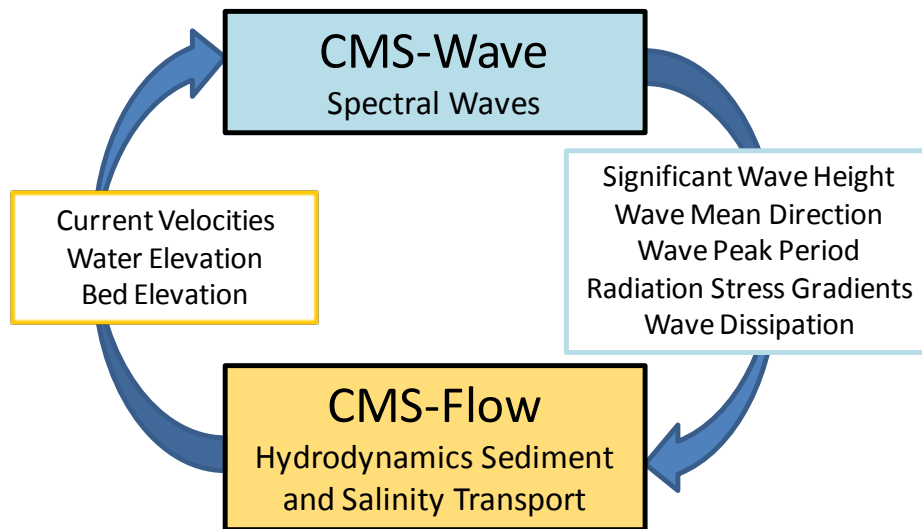 CMS-Wave
Spectral Waves
Significant Wave Height
Wave Mean Direction
Wave Peak Period
Radiation Stress Gradients
Wave Dissipation
Current Velocities
Water Elevation
Bed Elevation
CMS-Flow
Hydrodynamics Sediment
and Salinity Transport